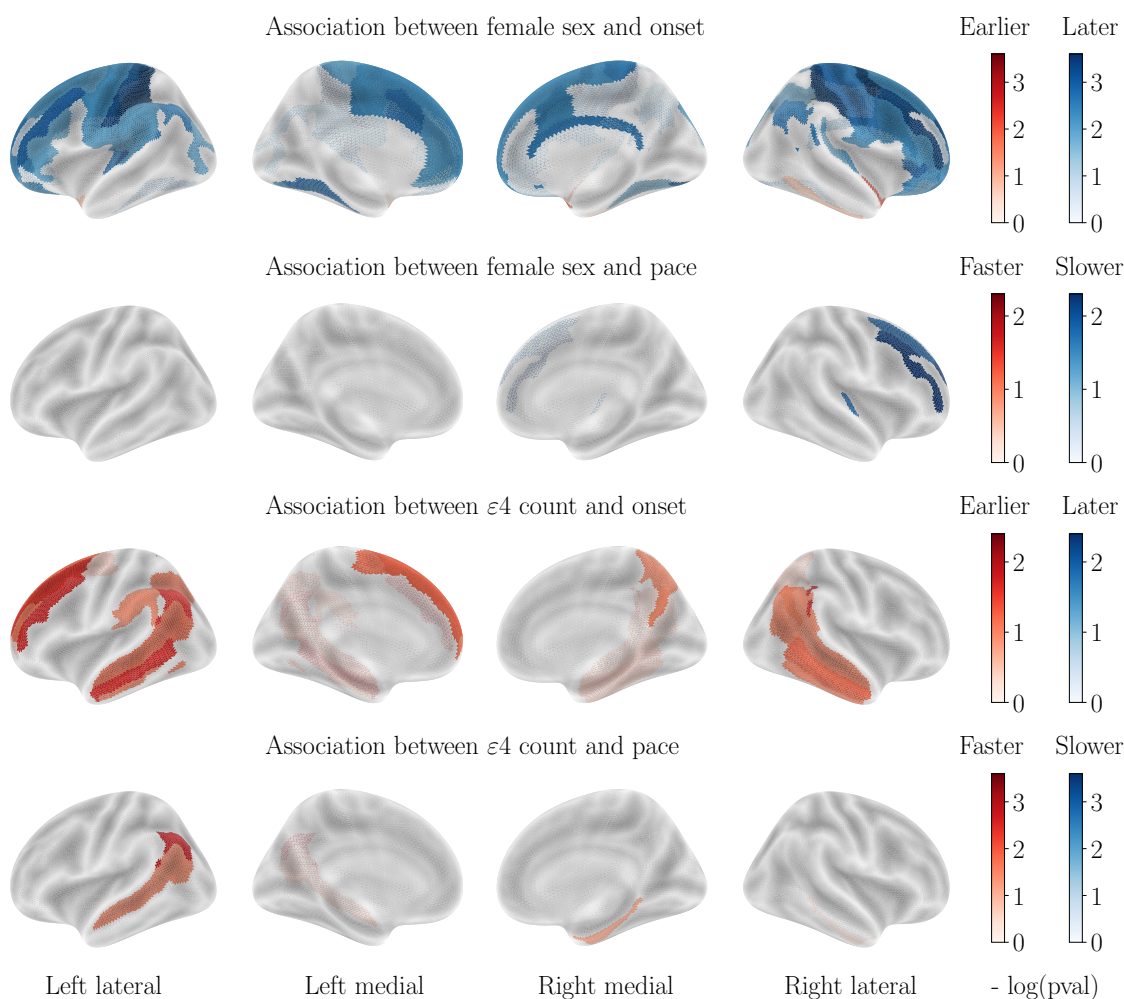 Association between female sex and onset
Earlier Later
3 3
2 2
1 1
0 0
Association between female sex and pace
Faster Slower
2 2
1 1
0 0
Association between ε4 count and onset
Earlier Later
2 2
1 1
0 0
Association between ε4 count and pace
Faster Slower
3 3
2 2
1 1
0 0
Left lateral Left medial Right medial Right lateral - log(pval)